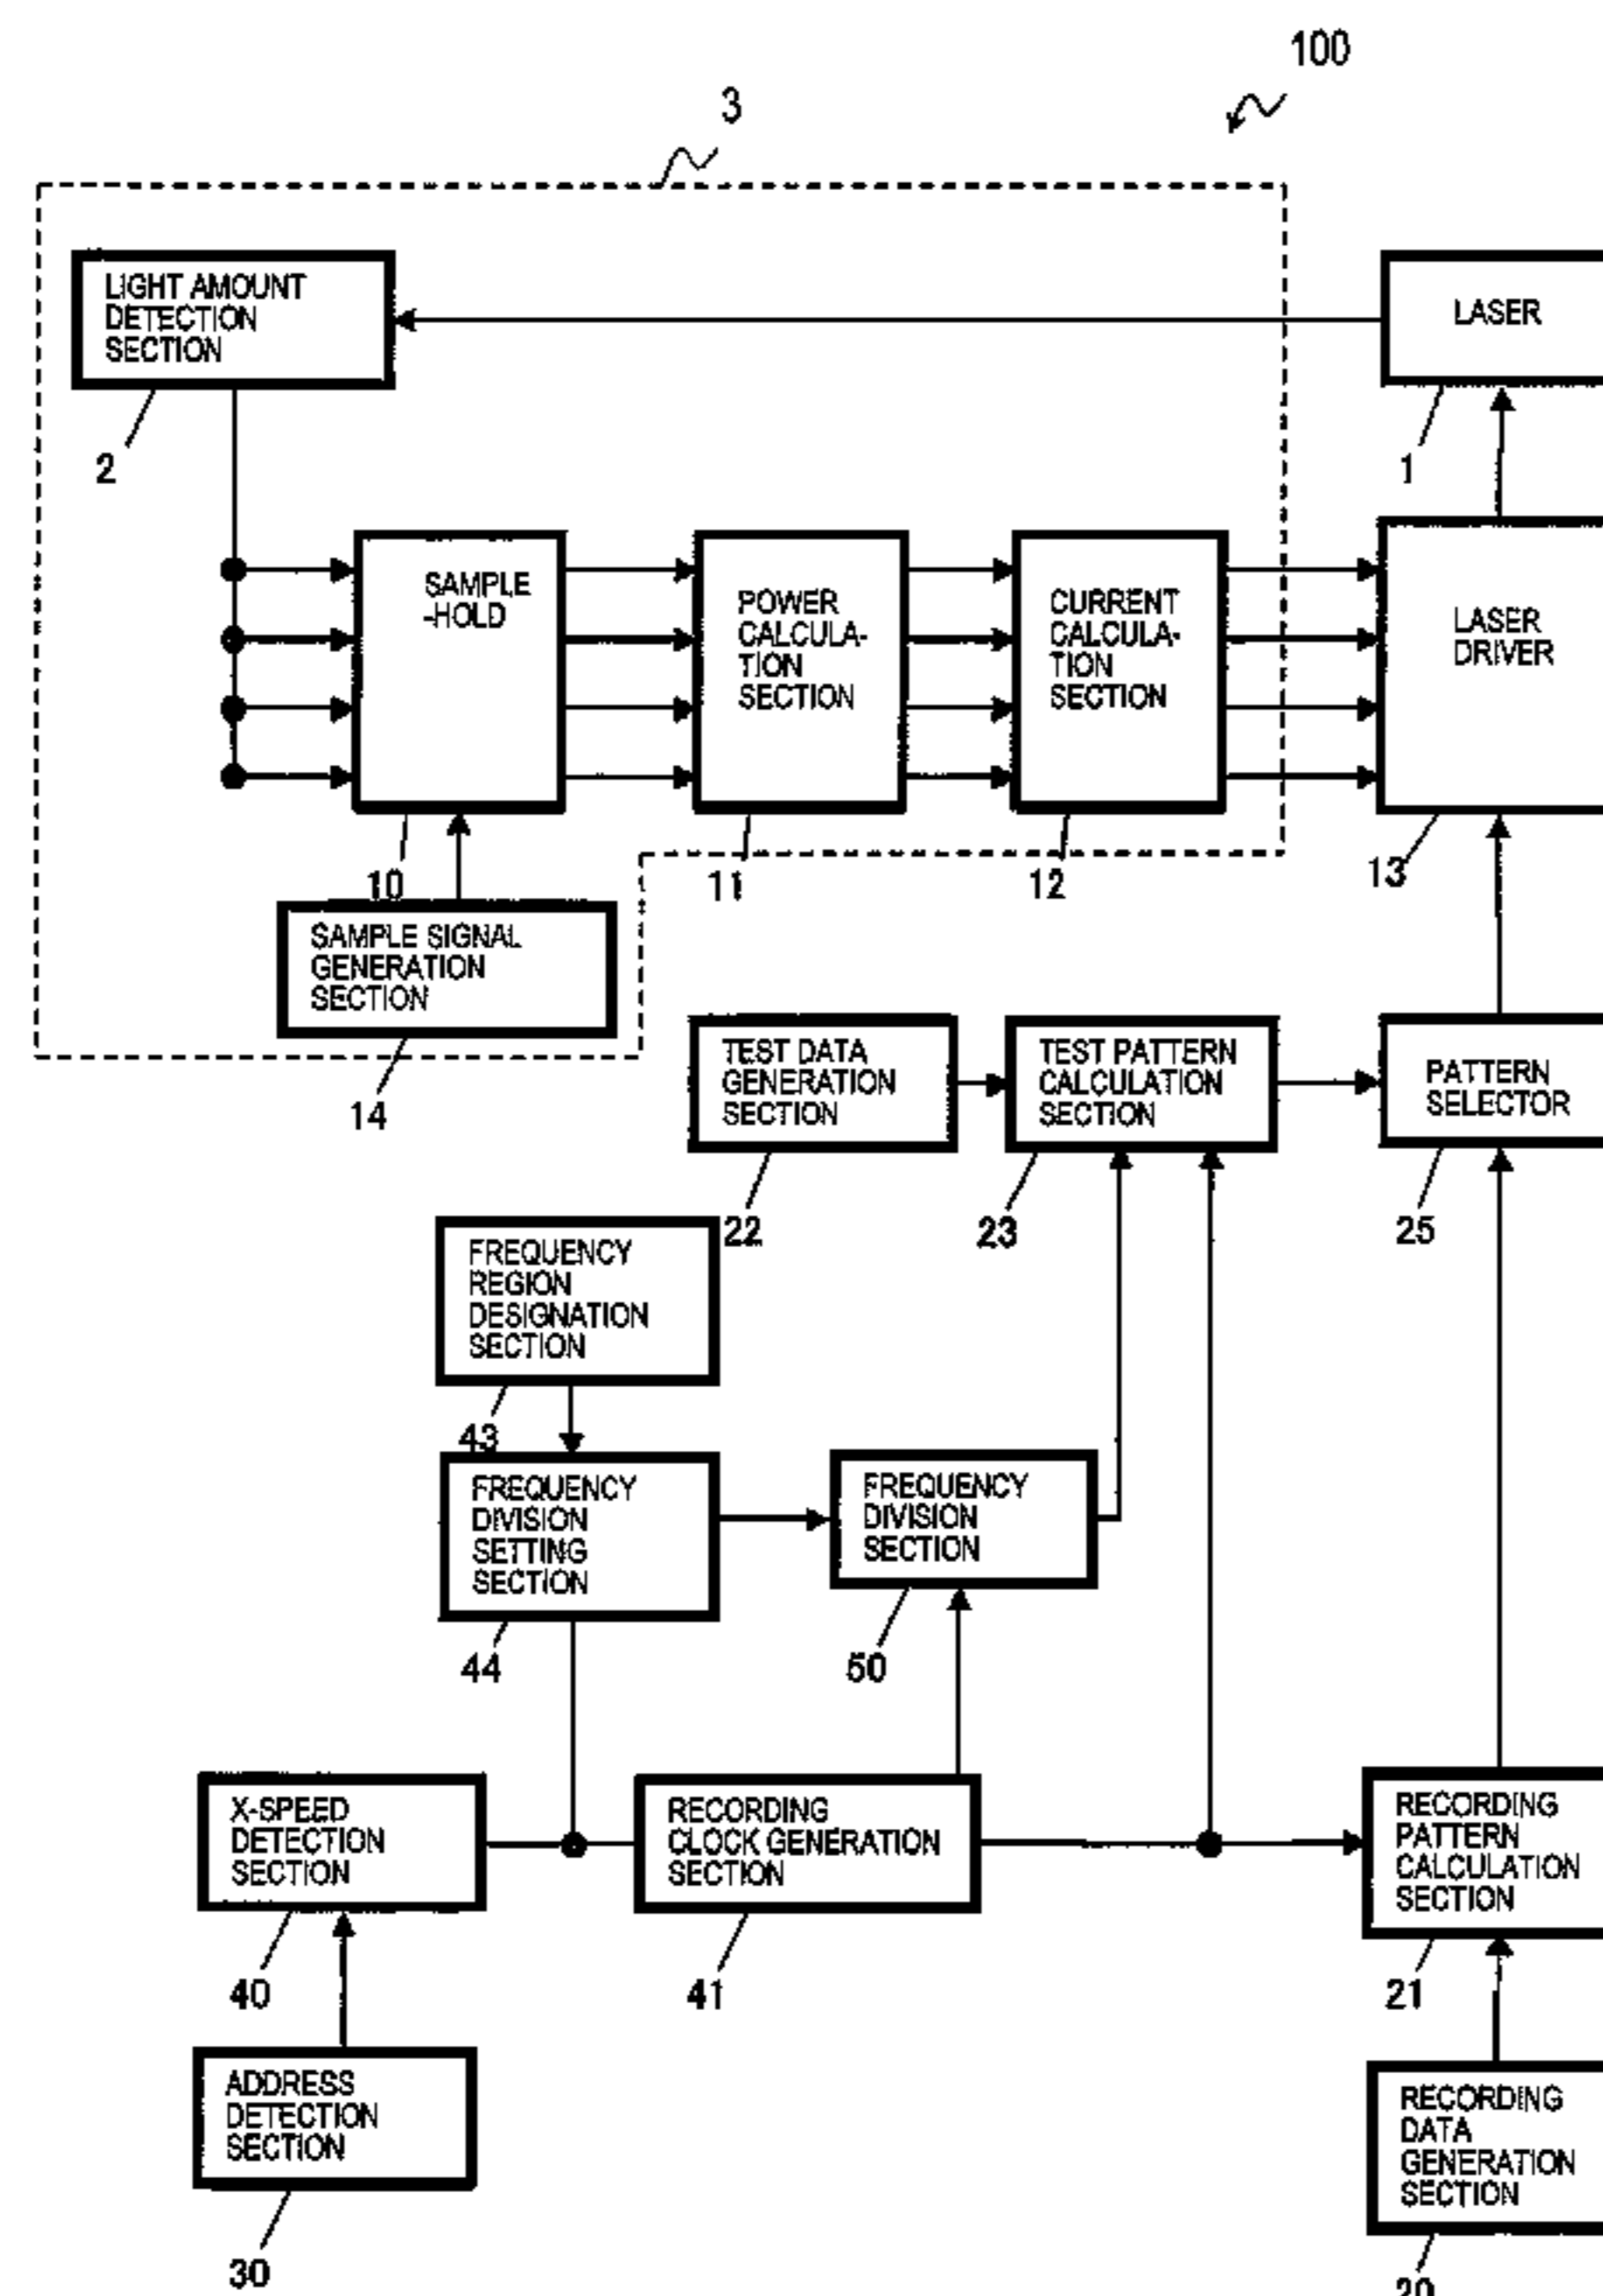 100
3
LIGHT AMOUNT
DETECTION
SECTION
LASER
2
1
SAMPLE
-HOLD
POWER
CALCULA-
TION
SECTION
CURRENT
CALCULA-
TION
SECTION
LASER
DRIVER
10
11
12
13
SAMPLE SIGNAL
GENERATION
SECTION
14
TEST DATA
GENERATION
SECTION
TEST PATTERN
CALCULATION
SECTION
PATTERN
SELECTOR
22
23
25
FREQUENCY
REGION
DESIGNATION
SECTION
43
FREQUENCY
DIVISION
SETTING
SECTION
FREQUENCY
DIVISION
SECTION
44
50
X-SPEED
DETECTION
SECTION
RECORDING
CLOCK GENERATION
SECTION
RECORDING
PATTERN
CALCULATION
SECTION
40
41
21
ADDRESS
DETECTION
SECTION
RECORDING
DATA
GENERATION
SECTION
30
20